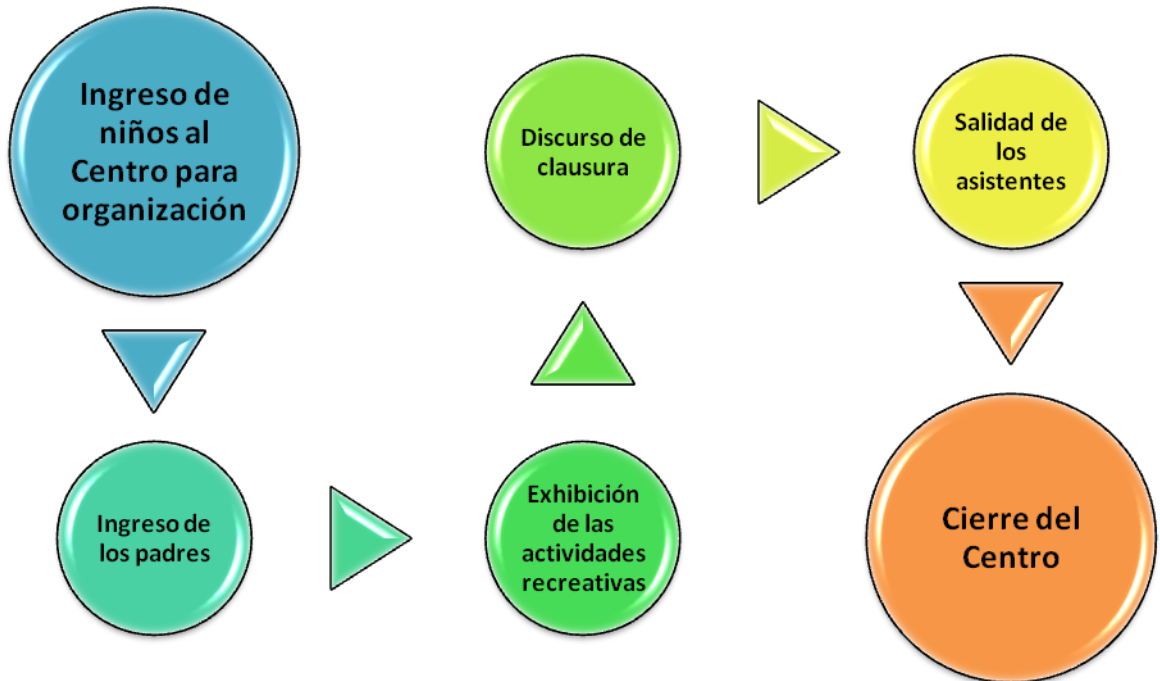 Ingreso de
niños al
Centro para
organización
Ingreso de
los padres
Exhibición
de las
actividades
recreativas
Discurso de
clausura
Salidad de
los
asistentes
Cierre del
Centro